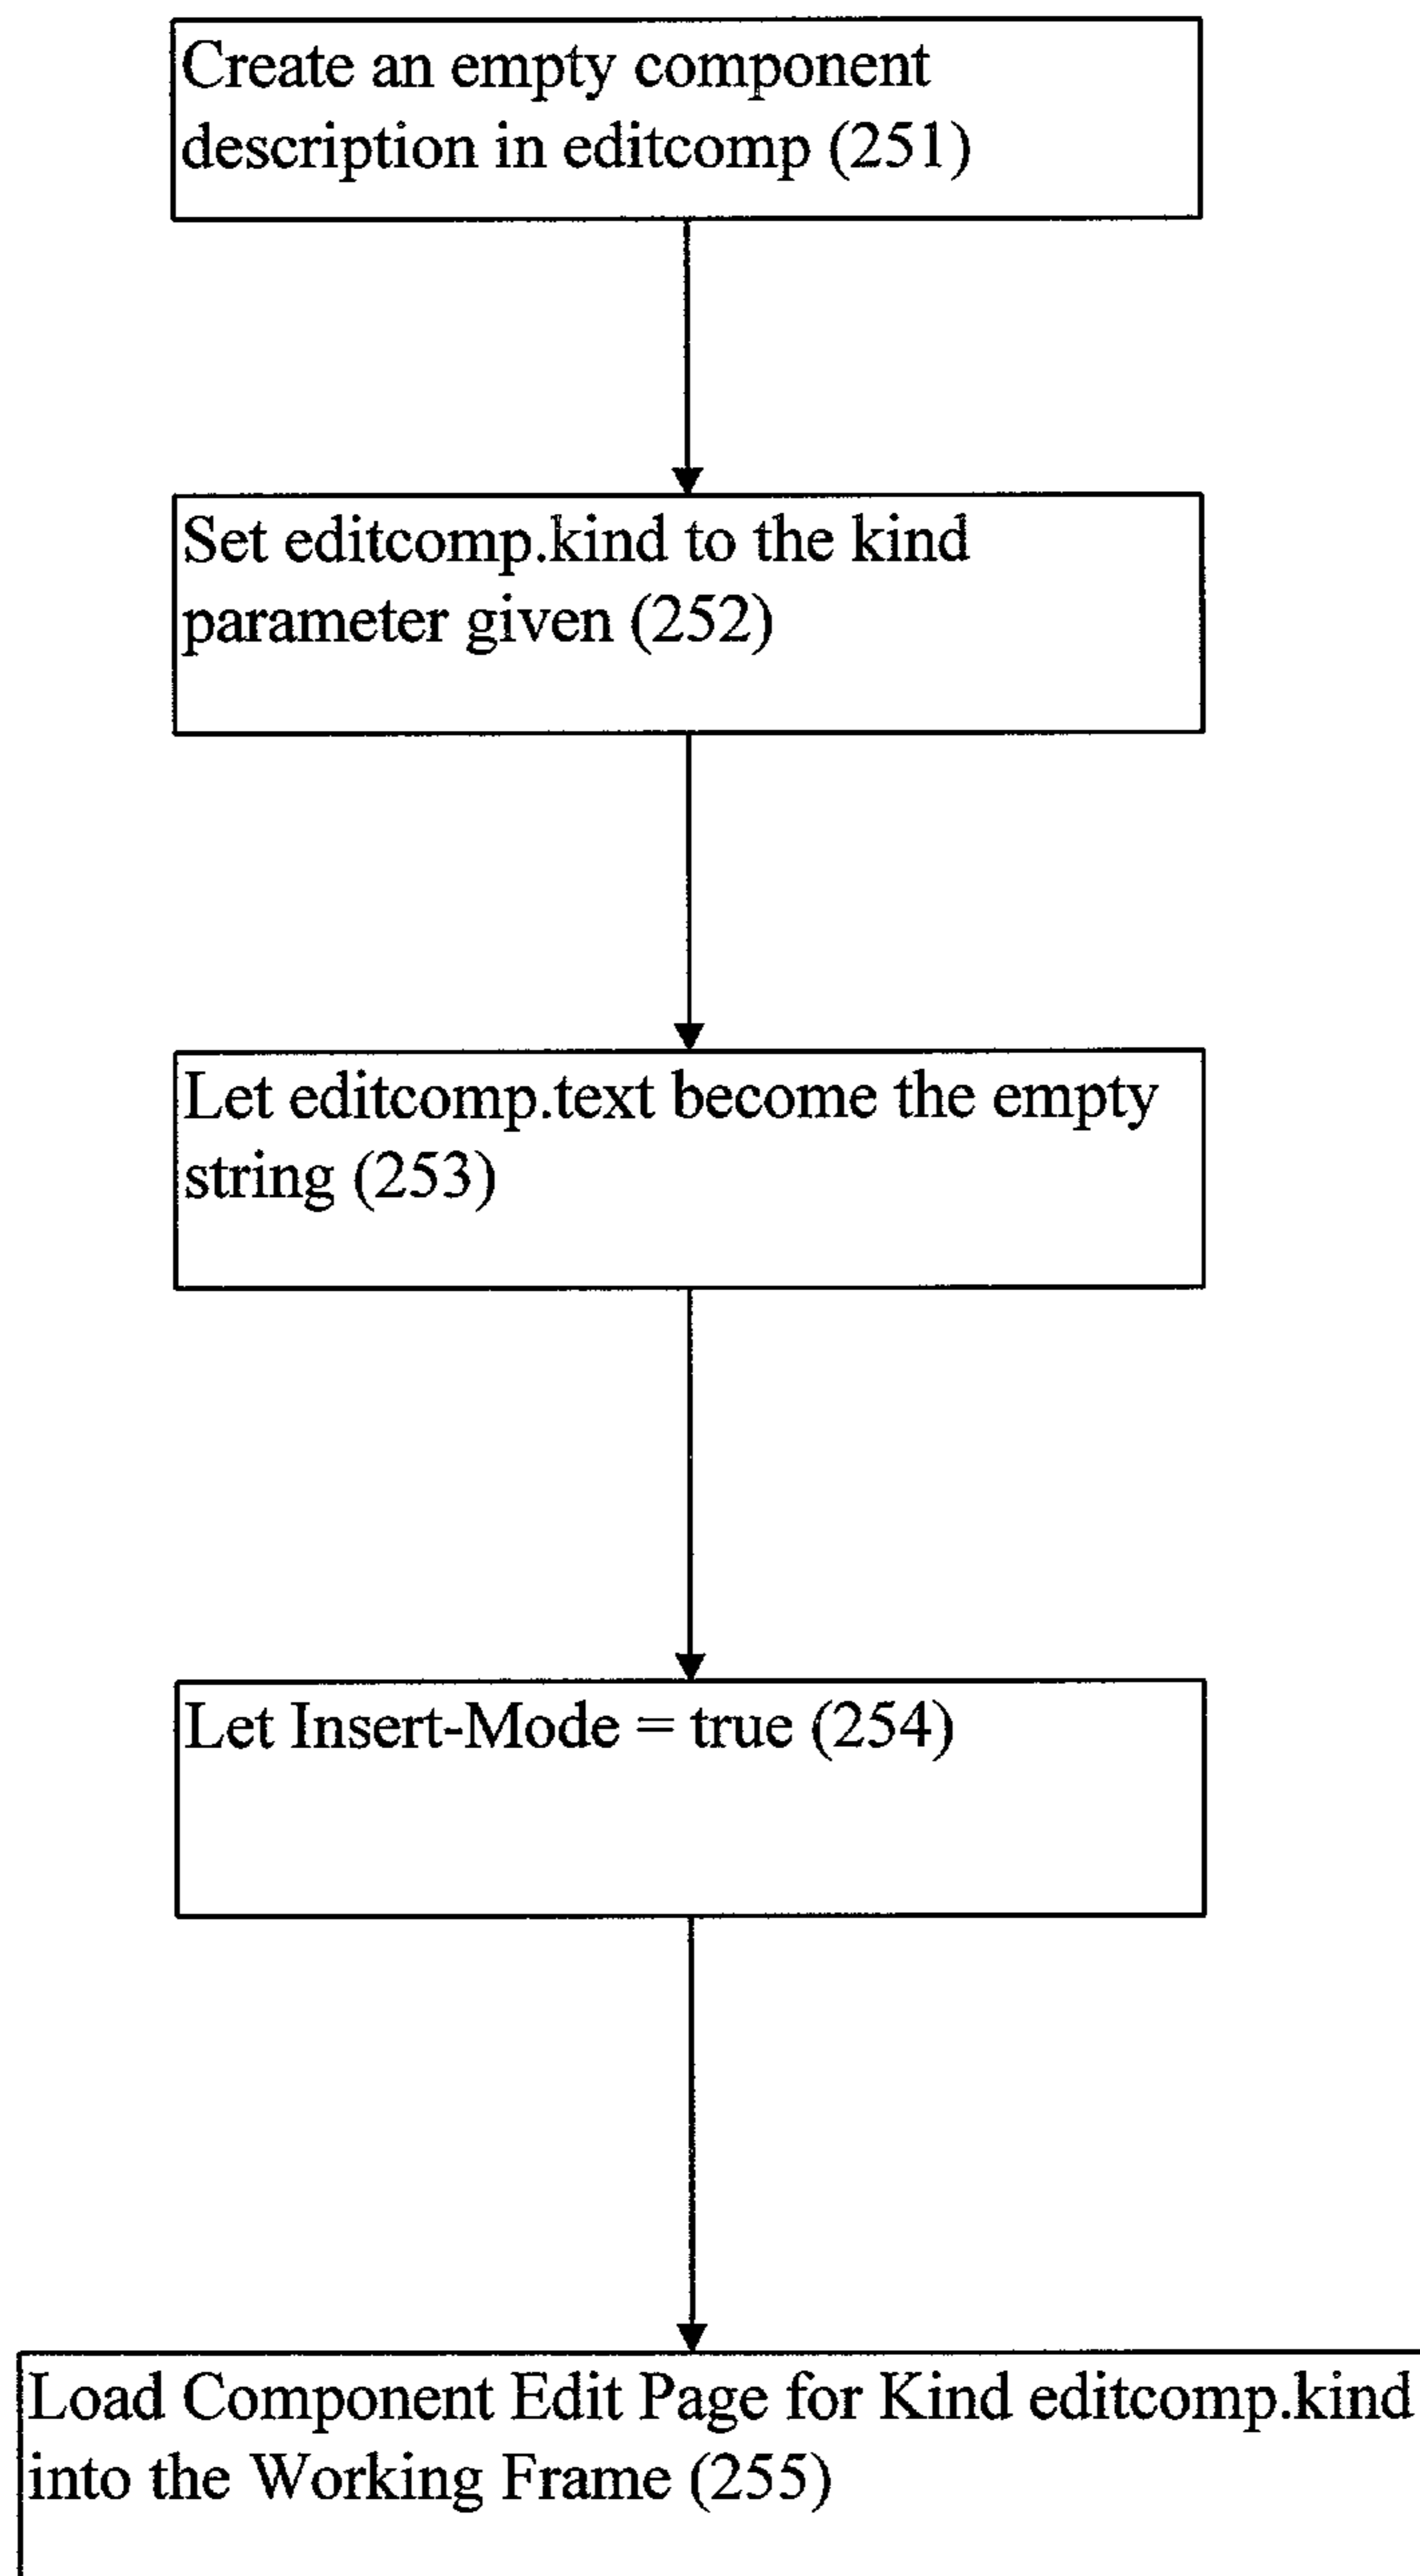 Create an empty component
description in editcomp (251)
Set editcomp.kind to the kind
parameter given (252)
Let editcomp.text become the empty
string (253)
Let Insert-Mode = true (254)
Load Component Edit Page for Kind editcomp.kind
into the Working Frame (255)